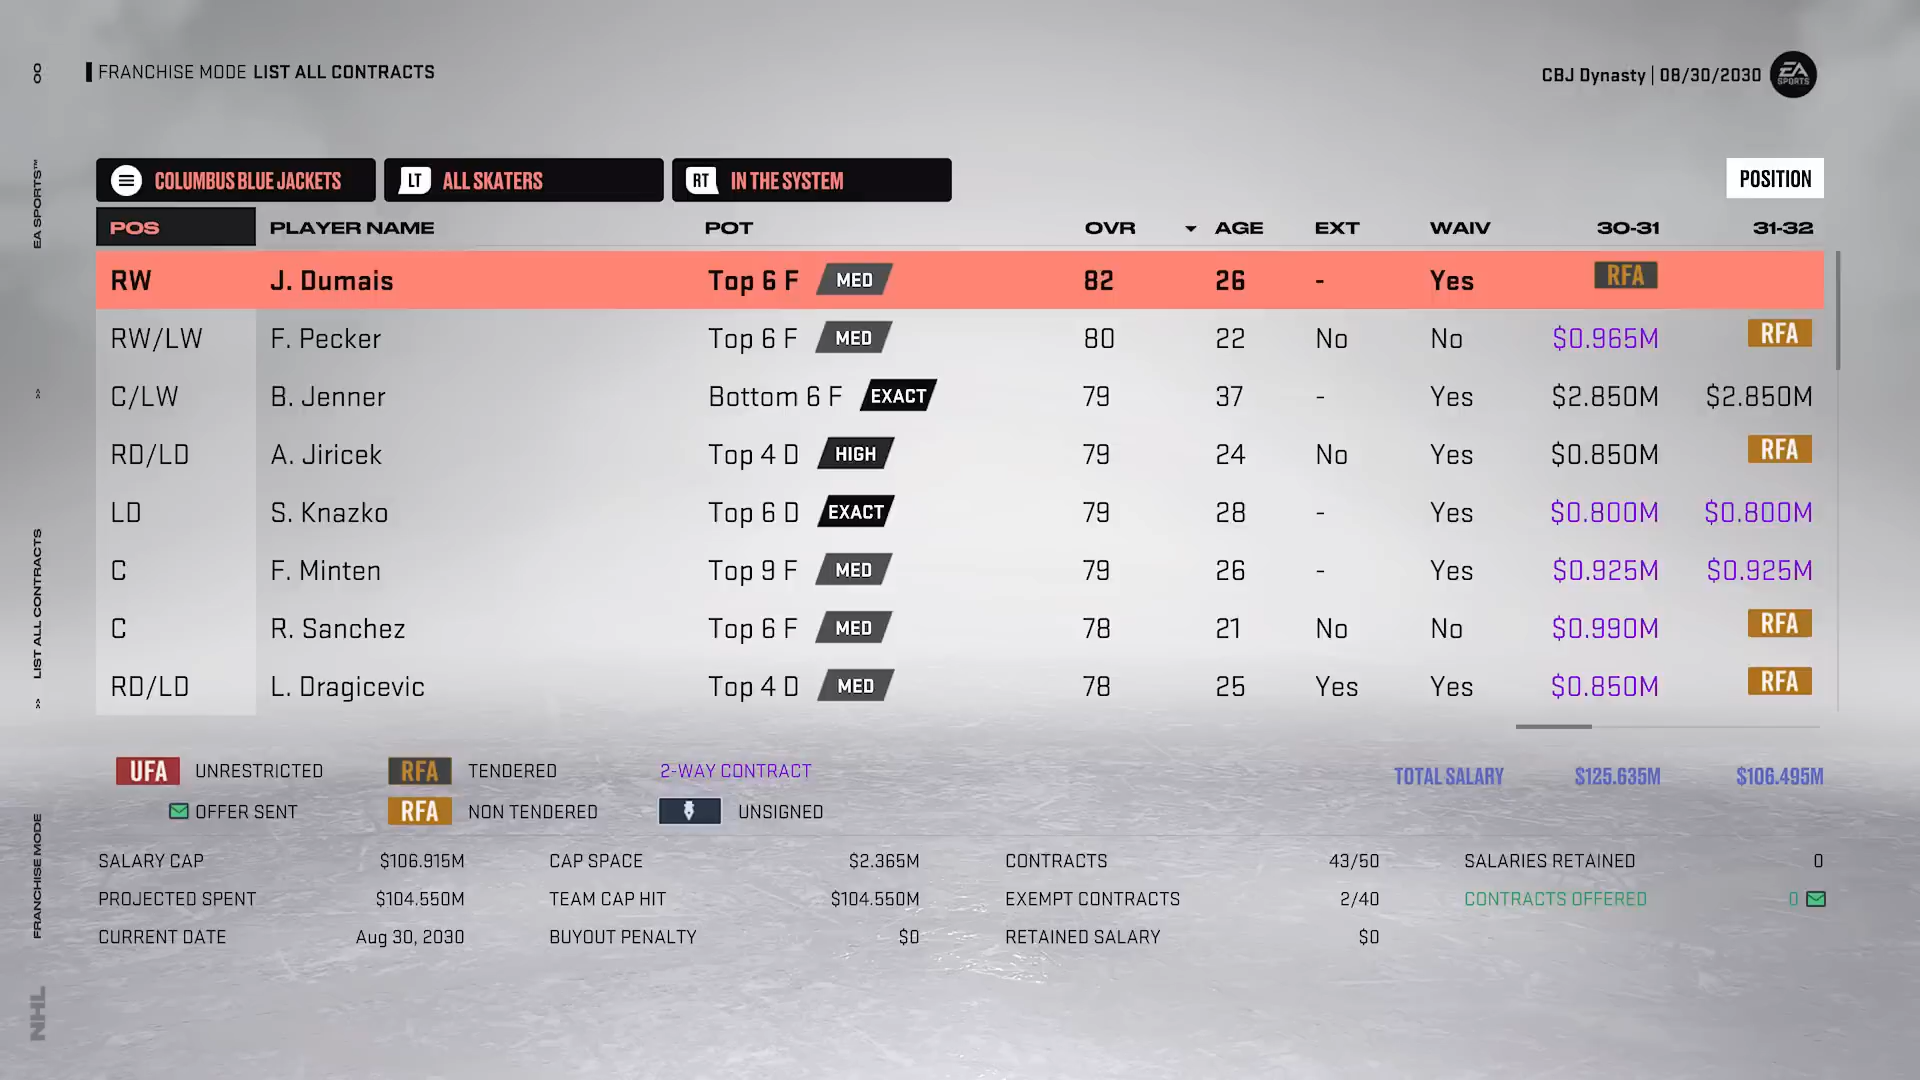 FRANCHISE MODE LIST ALL CONTRACTS
CBJ Dynasty | 08/30/2030
EA SPORTS
COLUMBUS BLUE JACKETS LT ALL SKATERS RT IN THE SYSTEM
POSITION
POS PLAYER NAME POT OVR AGE EXT WAIV 30-31 31-32
RW J. Dumais Top 6 F MED 82 26 - Yes RFA
RW/LW F. Pecker Top 6 F MED 80 22 No No $0.965M RFA
C/LW B. Jenner Bottom 6 F EXACT 79 37 - Yes $2.850M $2.850M
RD/LD A. Jiricek Top 4 D HIGH 79 24 No Yes $0.850M RFA
LD S. Knazko Top 6 D EXACT 79 28 - Yes $0.800M $0.800M
C F. Minten Top 9 F MED 79 26 - Yes $0.925M $0.925M
C R. Sanchez Top 6 F MED 78 21 No No $0.990M RFA
RD/LD L. Dragicevic Top 4 D MED 78 25 Yes Yes $0.850M RFA
UFA UNRESTRICTED RFA TENDERED 2-WAY CONTRACT TOTAL SALARY $125.635M $106.495M
OFFER SENT RFA NON TENDERED UNSIGNED
SALARY CAP $106.915M CAP SPACE $2.365M CONTRACTS 43/50 SALARIES RETAINED 0
PROJECTED SPENT $104.550M TEAM CAP HIT $104.550M EXEMPT CONTRACTS 2/40 CONTRACTS OFFERED 0
CURRENT DATE Aug 30, 2030 BUYOUT PENALTY $0 RETAINED SALARY $0
NHL FRANCHISE MODE >> LIST ALL CONTRACTS >> EA SPORTS™ 00